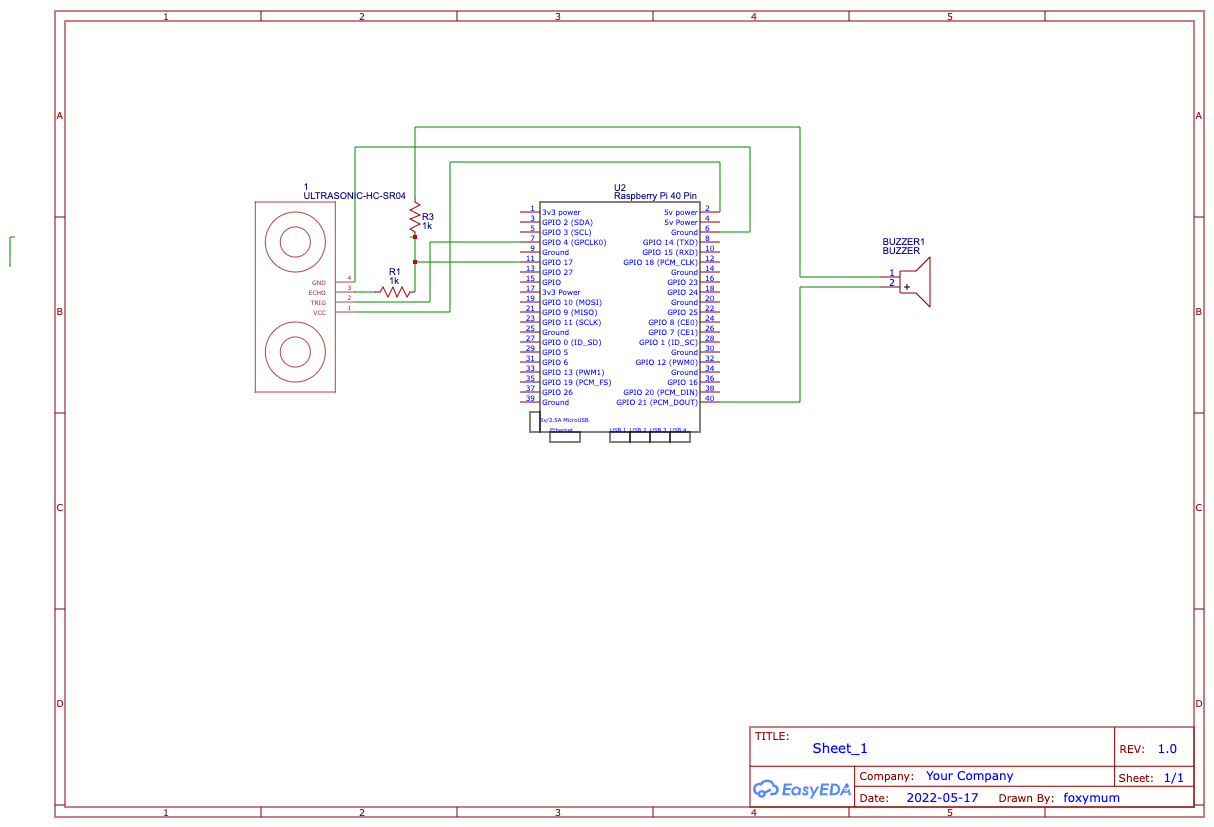 1 2 3 4 5
A A
1
ULTRASONIC-HC-SR04
R3
1k
R1
1k
GND 4
ECHO 3
TRIG 2
VCC 1
U2
Raspberry Pi 40 Pin
1 3v3 power 5v power 2
3 GPIO 2 (SDA) 5v Power 4
5 GPIO 3 (SCL) Ground 6
7 GPIO 4 (GPCLK0) GPIO 14 (TXD) 8
9 Ground GPIO 15 (RXD) 10
11 GPIO 17 GPIO 18 (PCM_CLK) 12
13 GPIO 27 Ground 14
15 GPIO GPIO 23 16
17 3v3 Power GPIO 24 18
19 GPIO 10 (MOSI) Ground 20
21 GPIO 9 (MISO) GPIO 25 22
23 GPIO 11 (SCLK) GPIO 8 (CE0) 24
25 Ground GPIO 7 (CE1) 26
27 GPIO 0 (ID_SD) GPIO 1 (ID_SC) 28
29 GPIO 5 Ground 30
31 GPIO 6 GPIO 12 (PWM0) 32
33 GPIO 13 (PWM1) Ground 34
35 GPIO 19 (PCM_FS) GPIO 16 36
37 GPIO 26 GPIO 20 (PCM_DIN) 38
39 Ground GPIO 21 (PCM_DOUT) 40
5v/2.5A MicroUSB
Ethernet USB 1 USB 2 USB 3 USB 4
BUZZER1
BUZZER
1
2
+
B B
C C
D D
TITLE:
Sheet_1
REV: 1.0
EasyEDA
Company: Your Company
Sheet: 1/1
Date: 2022-05-17 Drawn By: foxymum
1 2 3 4 5